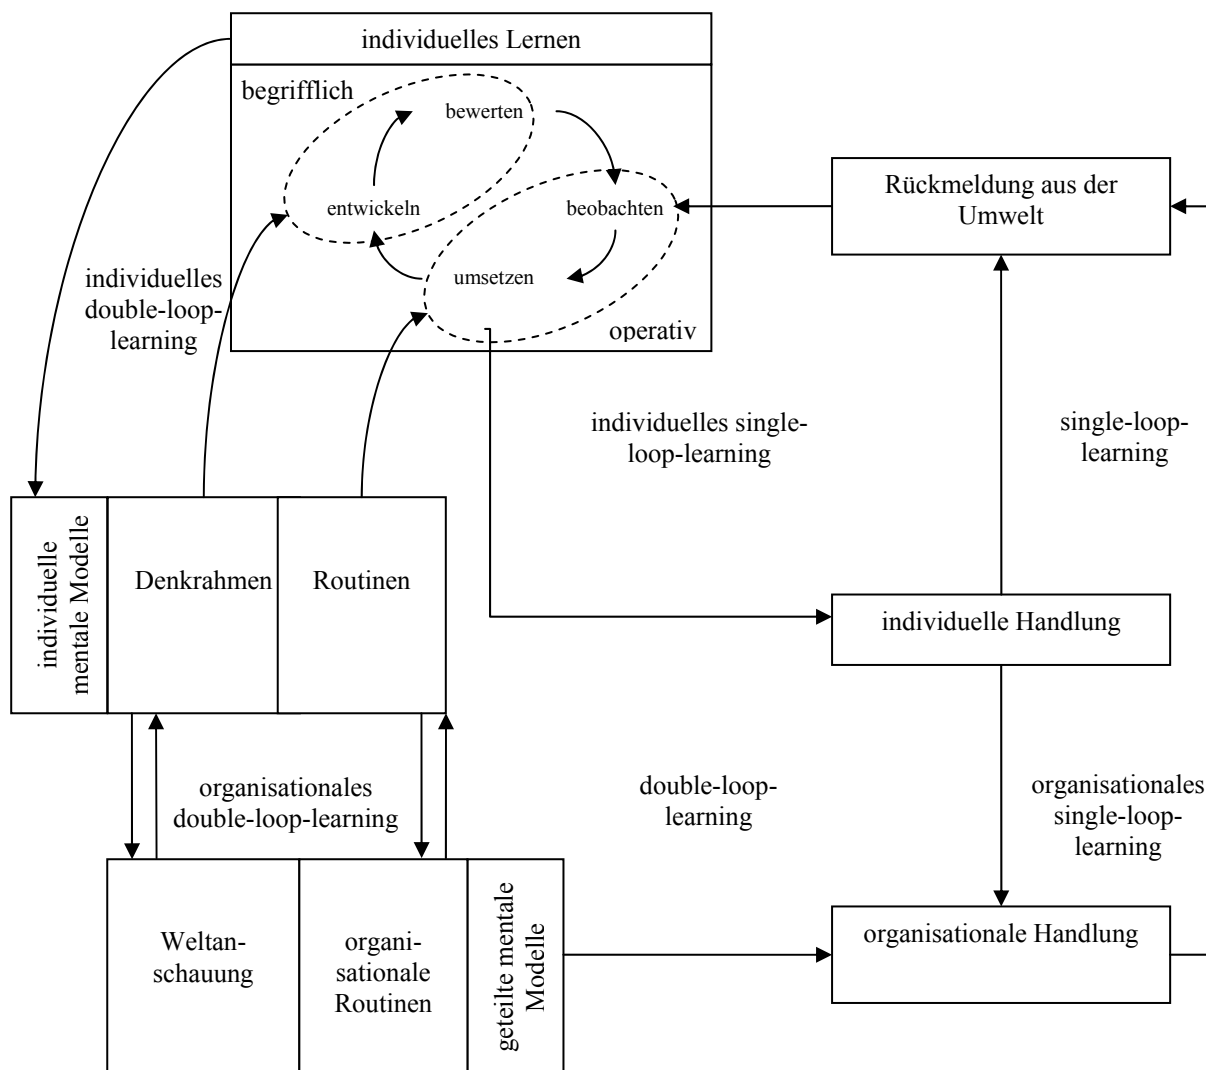 individuelles Lernen
begrifflich
bewerten
entwickeln
beobachten
umsetzen
operativ
Rückmeldung aus der
Umwelt
individuelles
double-loop-
learning
individuelles single-
loop-learning
single-loop-
learning
individuelle
mentale Modelle
Denkrahmen
Routinen
individuelle Handlung
organisationales
double-loop-learning
double-loop-
learning
organisationales
single-loop-
learning
Weltan-
schauung
organi-
sationale
Routinen
geteilte mentale
Modelle
organisationale Handlung